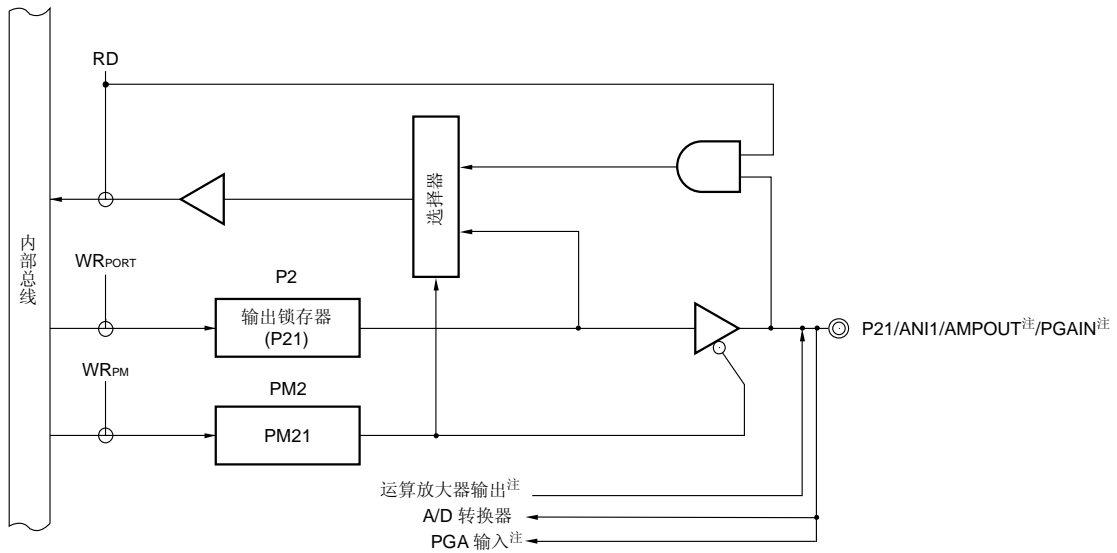 RD
选择器
内部总线
WRPORT
P2
输出锁存器
(P21)
P21/ANI1/AMPOUT注/PGAIN注
WRPM
PM2
PM21
运算放大器输出注
A/D 转换器
PGA 输入注